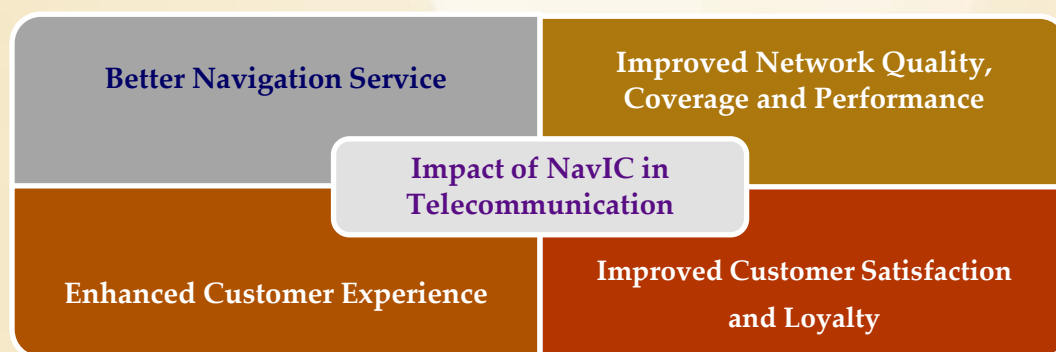 Better Navigation Service
Improved Network Quality,
Coverage and Performance
Impact of NavIC in
Telecommunication
Enhanced Customer Experience
Improved Customer Satisfaction
and Loyalty